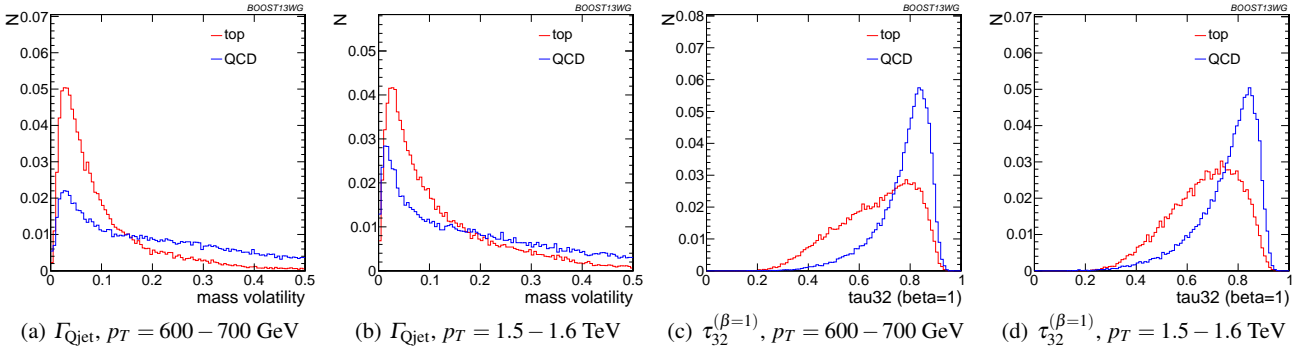 BOOST13WG
N
0.07
0.06
0.05
0.04
0.03
0.02
0.01
0
top
QCD
0 0.1 0.2 0.3 0.4 0.5
mass volatility
(a) Γ_Qjet, p_T = 600 – 700 GeV
BOOST13WG
N
0.05
0.04
0.03
0.02
0.01
0
top
QCD
0 0.1 0.2 0.3 0.4 0.5
mass volatility
(b) Γ_Qjet, p_T = 1.5 – 1.6 TeV
BOOST13WG
N
0.08
0.07
0.06
0.05
0.04
0.03
0.02
0.01
0
top
QCD
0 0.2 0.4 0.6 0.8 1
tau32 (beta=1)
(c) τ_32^(β=1), p_T = 600 – 700 GeV
BOOST13WG
N
0.07
0.06
0.05
0.04
0.03
0.02
0.01
0
top
QCD
0 0.2 0.4 0.6 0.8 1
tau32 (beta=1)
(d) τ_32^(β=1), p_T = 1.5 – 1.6 TeV